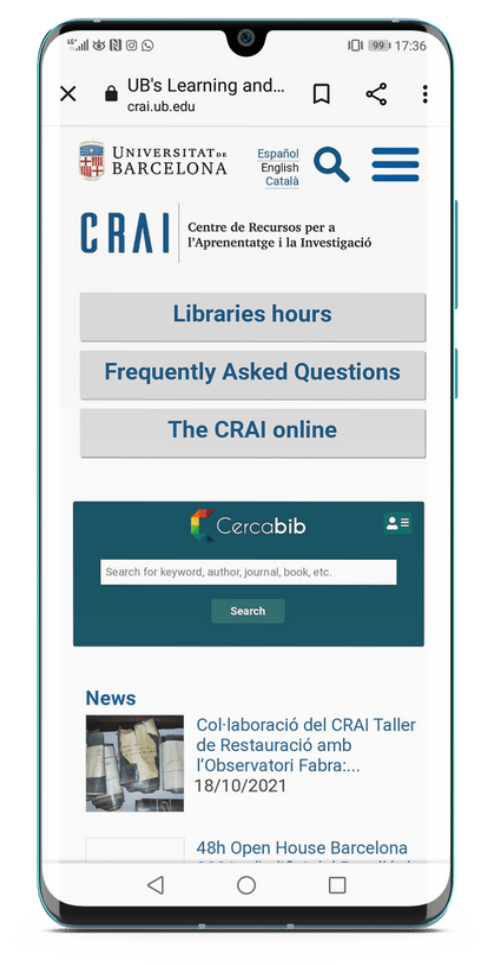 4G
99 17:36
UB's Learning and...
crai.ub.edu
UNIVERSITAT DE
BARCELONA
Español
English
Català
CRAI
Centre de Recursos per a
l'Aprenentatge i la Investigació
Libraries hours
Frequently Asked Questions
The CRAI online
Cercabib
Search for keyword, author, journal, book, etc.
Search
News
Col·laboració del CRAI Taller
de Restauració amb
l'Observatori Fabra:...
18/10/2021
48h Open House Barcelona